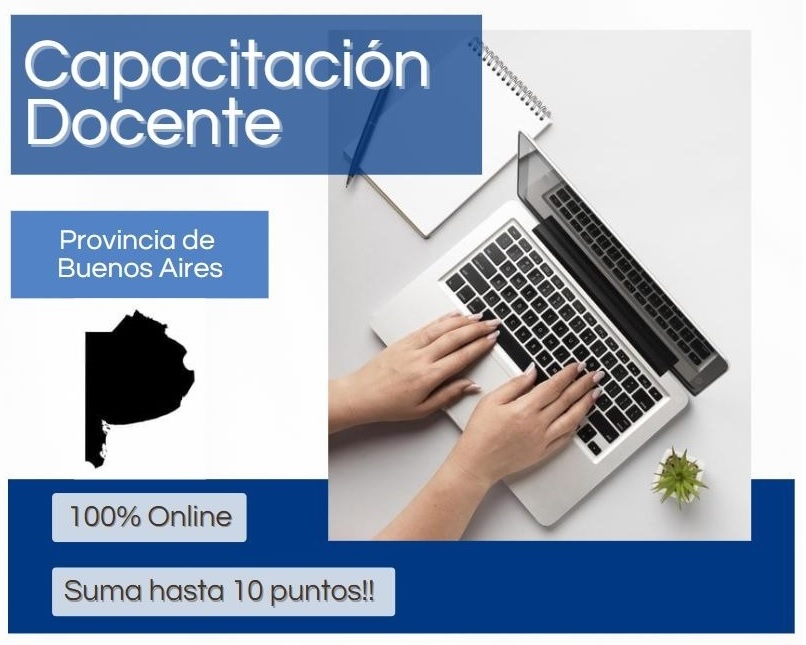 Capacitación
Docente
Provincia de
Buenos Aires
100% Online
Suma hasta 10 puntos!!